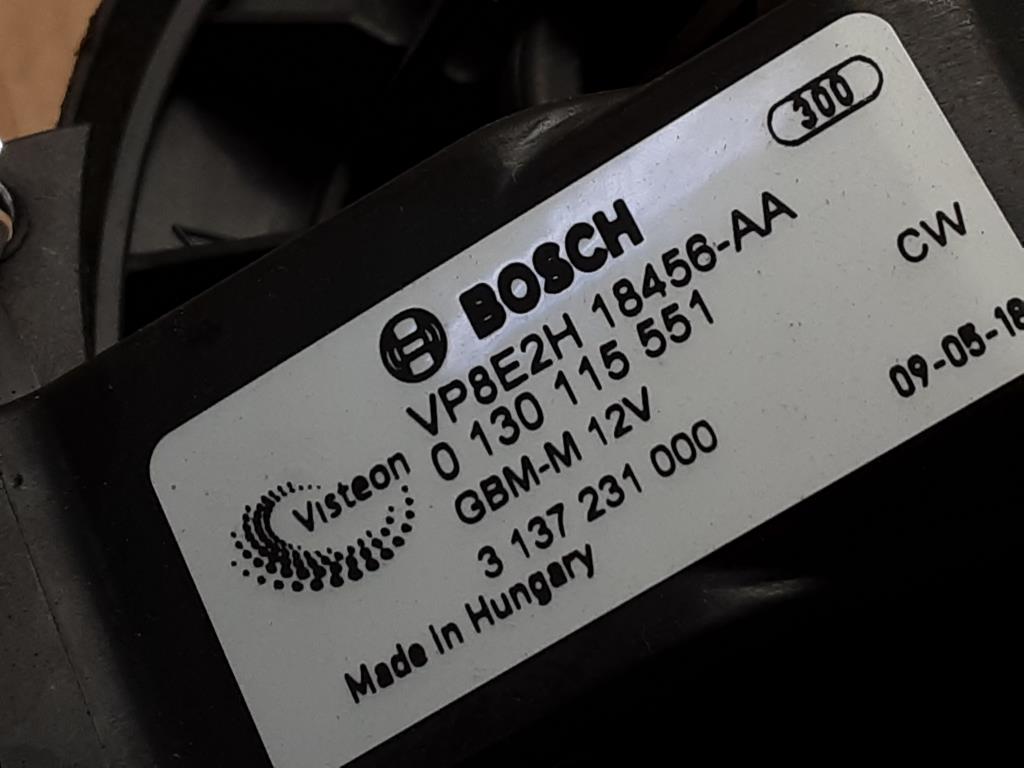 300
BOSCH
VP8E2H 18456-AA
CW
0 130 115 551
GBM-M 12V
09-05-18
Visteon
3 137 231 000
Made In Hungary